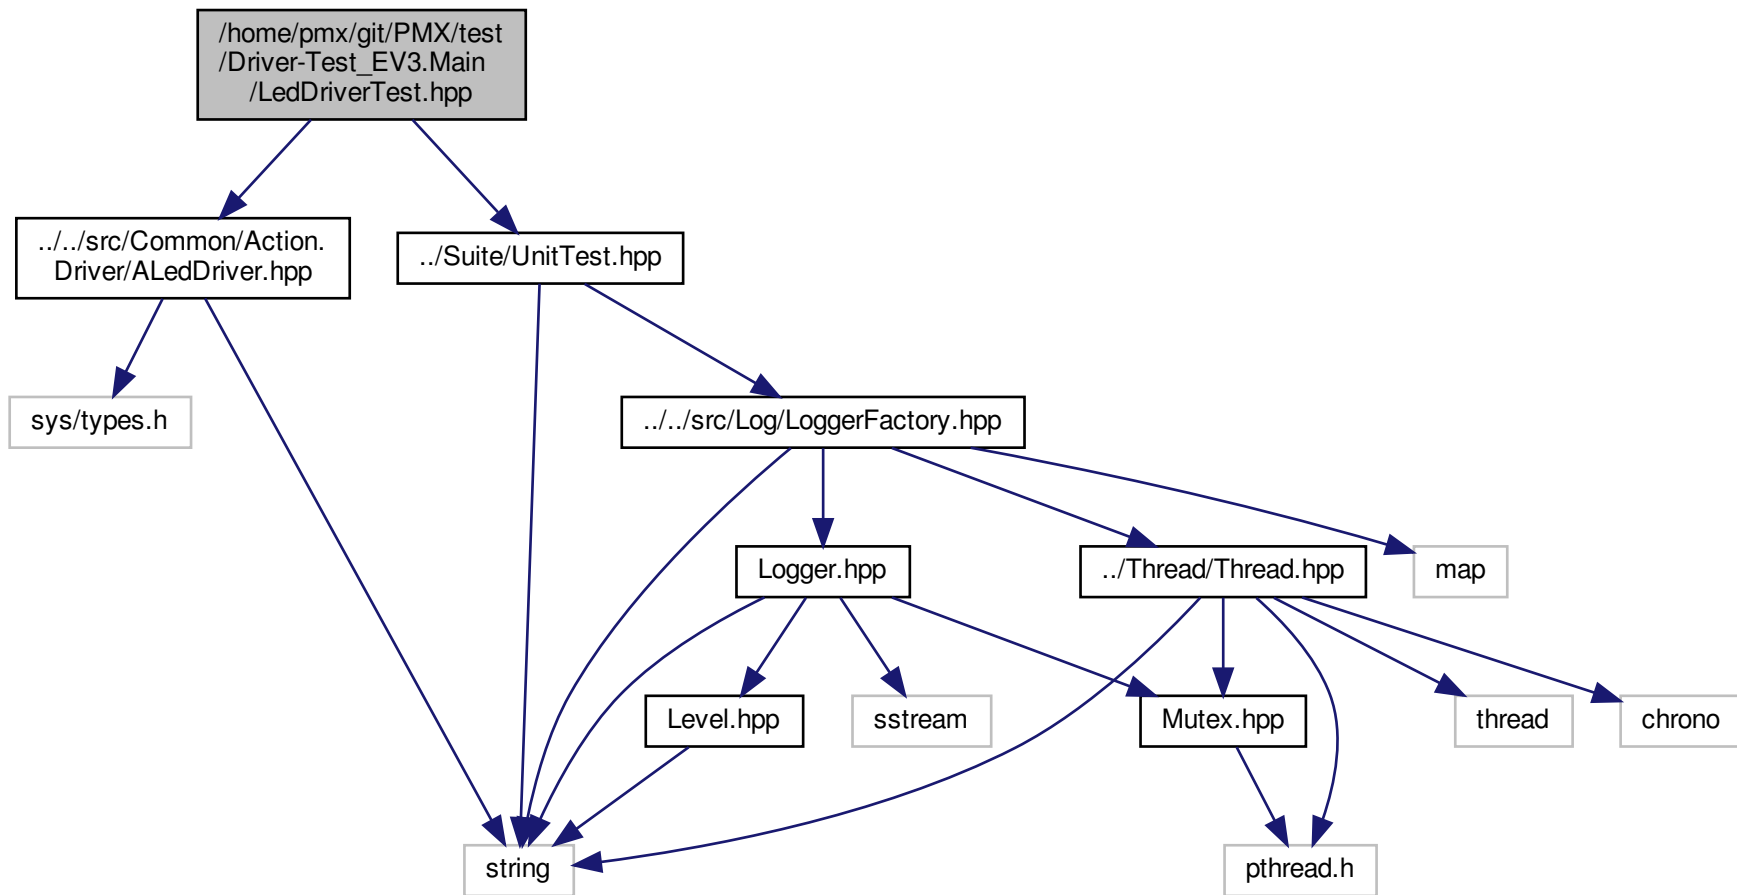 /home/pmx/git/PMX/test
/Driver-Test_EV3.Main
/LedDriverTest.hpp
../../src/Common/Action.
Driver/ALedDriver.hpp
../Suite/UnitTest.hpp
sys/types.h
../../src/Log/LoggerFactory.hpp
Logger.hpp
../Thread/Thread.hpp
map
Level.hpp
sstream
Mutex.hpp
thread
chrono
string
pthread.h